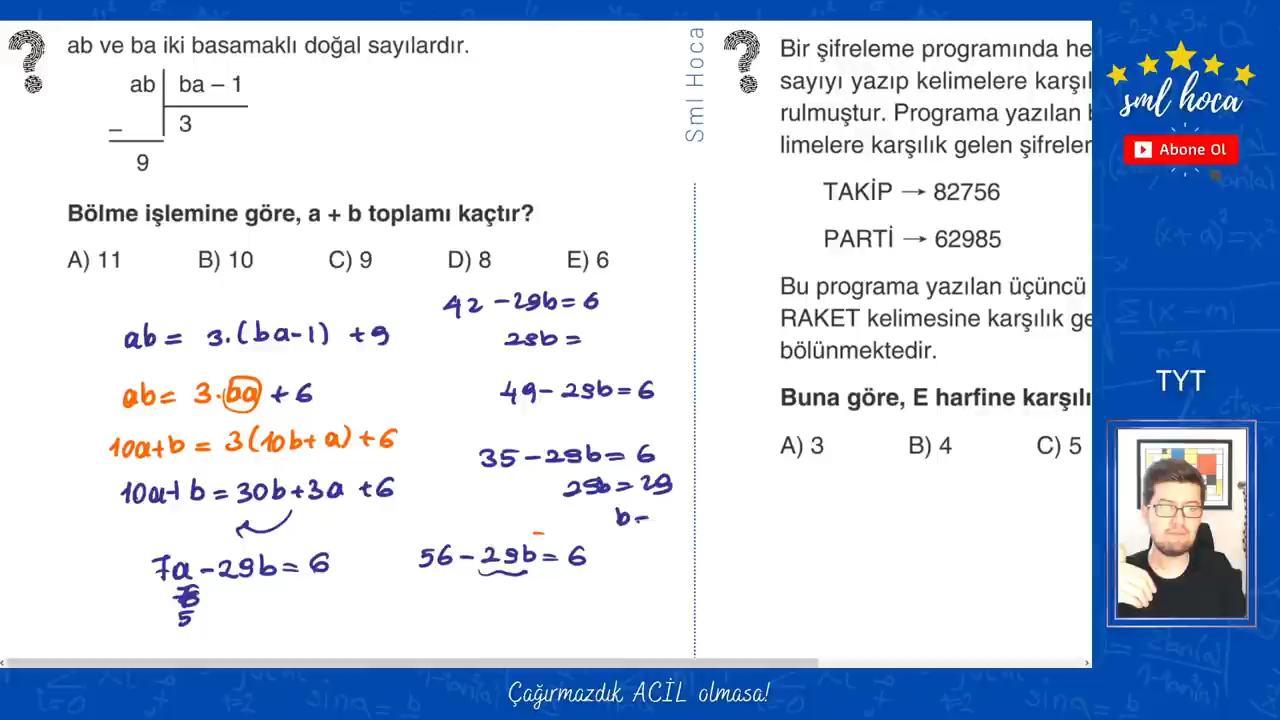 ab ve ba iki basamaklı doğal sayılardır.
ab | ba – 1
– 3
9
Bölme işlemine göre, a + b toplamı kaçtır?
A) 11 B) 10 C) 9 D) 8 E) 6
ab = 3.(ba-1) +9
ab = 3.ba + 6
10a+b = 3(10b+a)+6
10a+b = 30b+3a +6
7a-29b=6
5
42-29b=6
29b=
49-29b=6
35-29b=6
29b=29
b=
56-29b=6
Sml Hoca
Bir şifreleme programında he
sayıyı yazıp kelimelere karşıl
rulmuştur. Programa yazılan b
limelere karşılık gelen şifreler
TAKİP → 82756
PARTİ → 62985
Bu programa yazılan üçüncü
RAKET kelimesine karşılık ge
bölünmektedir.
Buna göre, E harfine karşılı
A) 3 B) 4 C) 5
sml hoca
Abone Ol
TYT
Çağırmazdık ACİL olmasa!